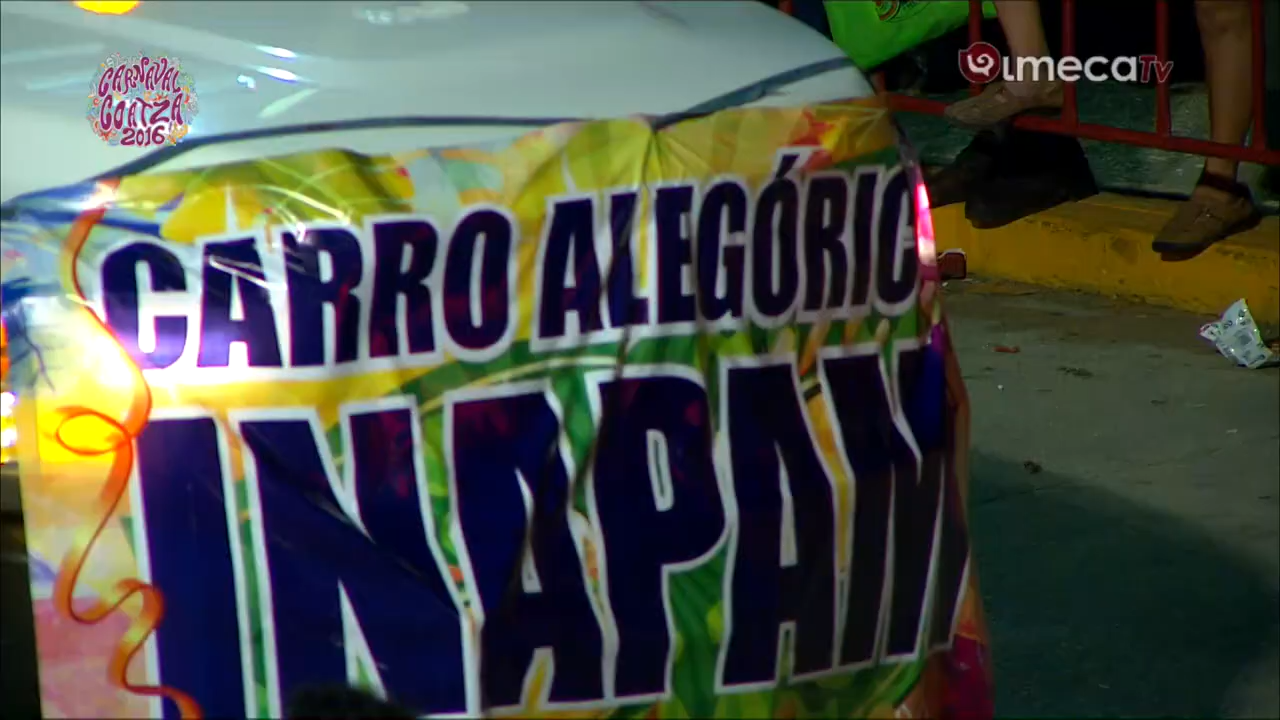 CARNAVAL
COATZA
2016
OlmecaTV
CARRO ALEGÓRIC
INAPAM